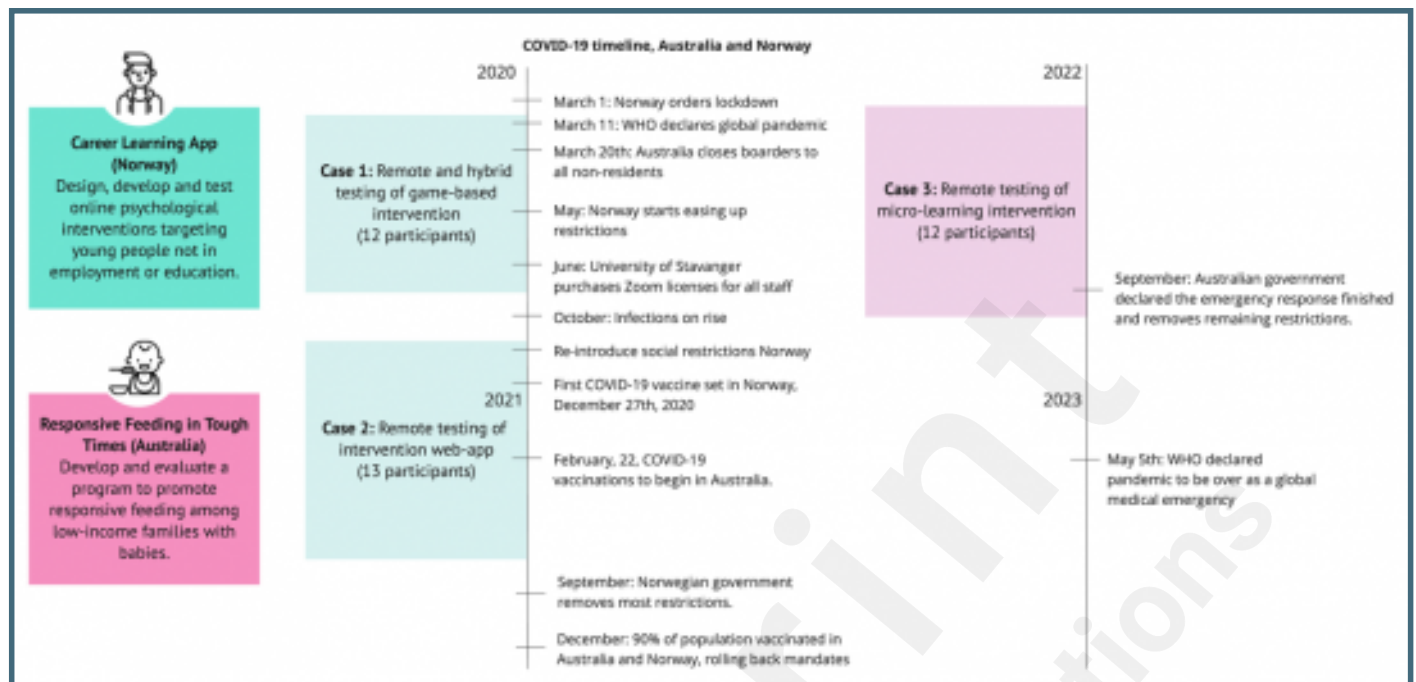 COVID-19 timeline, Australia and Norway
Career Learning App
(Norway)
Design, develop and test
online psychological
interventions targeting
young people not in
employment or education.
Responsive Feeding in Tough
Times (Australia)
Develop and evaluate a
program to promote
responsive feeding among
low-income families with
babies.
2020
Case 1: Remote and hybrid
testing of game-based
intervention
(12 participants)
2021
Case 2: Remote testing of
intervention web-app
(13 participants)
March 1: Norway orders lockdown
March 11: WHO declares global pandemic
March 20th: Australia closes boarders to
all non-residents
May: Norway starts easing up
restrictions
June: University of Stavanger
purchases Zoom licenses for all staff
October: Infections on rise
Re-introduce social restrictions Norway
First COVID-19 vaccine set in Norway,
December 27th, 2020
February, 22, COVID-19
vaccinations to begin in Australia.
September: Norwegian government
removes most restrictions.
December: 90% of population vaccinated in
Australia and Norway, rolling back mandates
2022
Case 3: Remote testing of
micro-learning intervention
(12 participants)
September: Australian government
declared the emergency response finished
and removes remaining restrictions.
2023
May 5th: WHO declared
pandemic to be over as a global
medical emergency
rint
tions